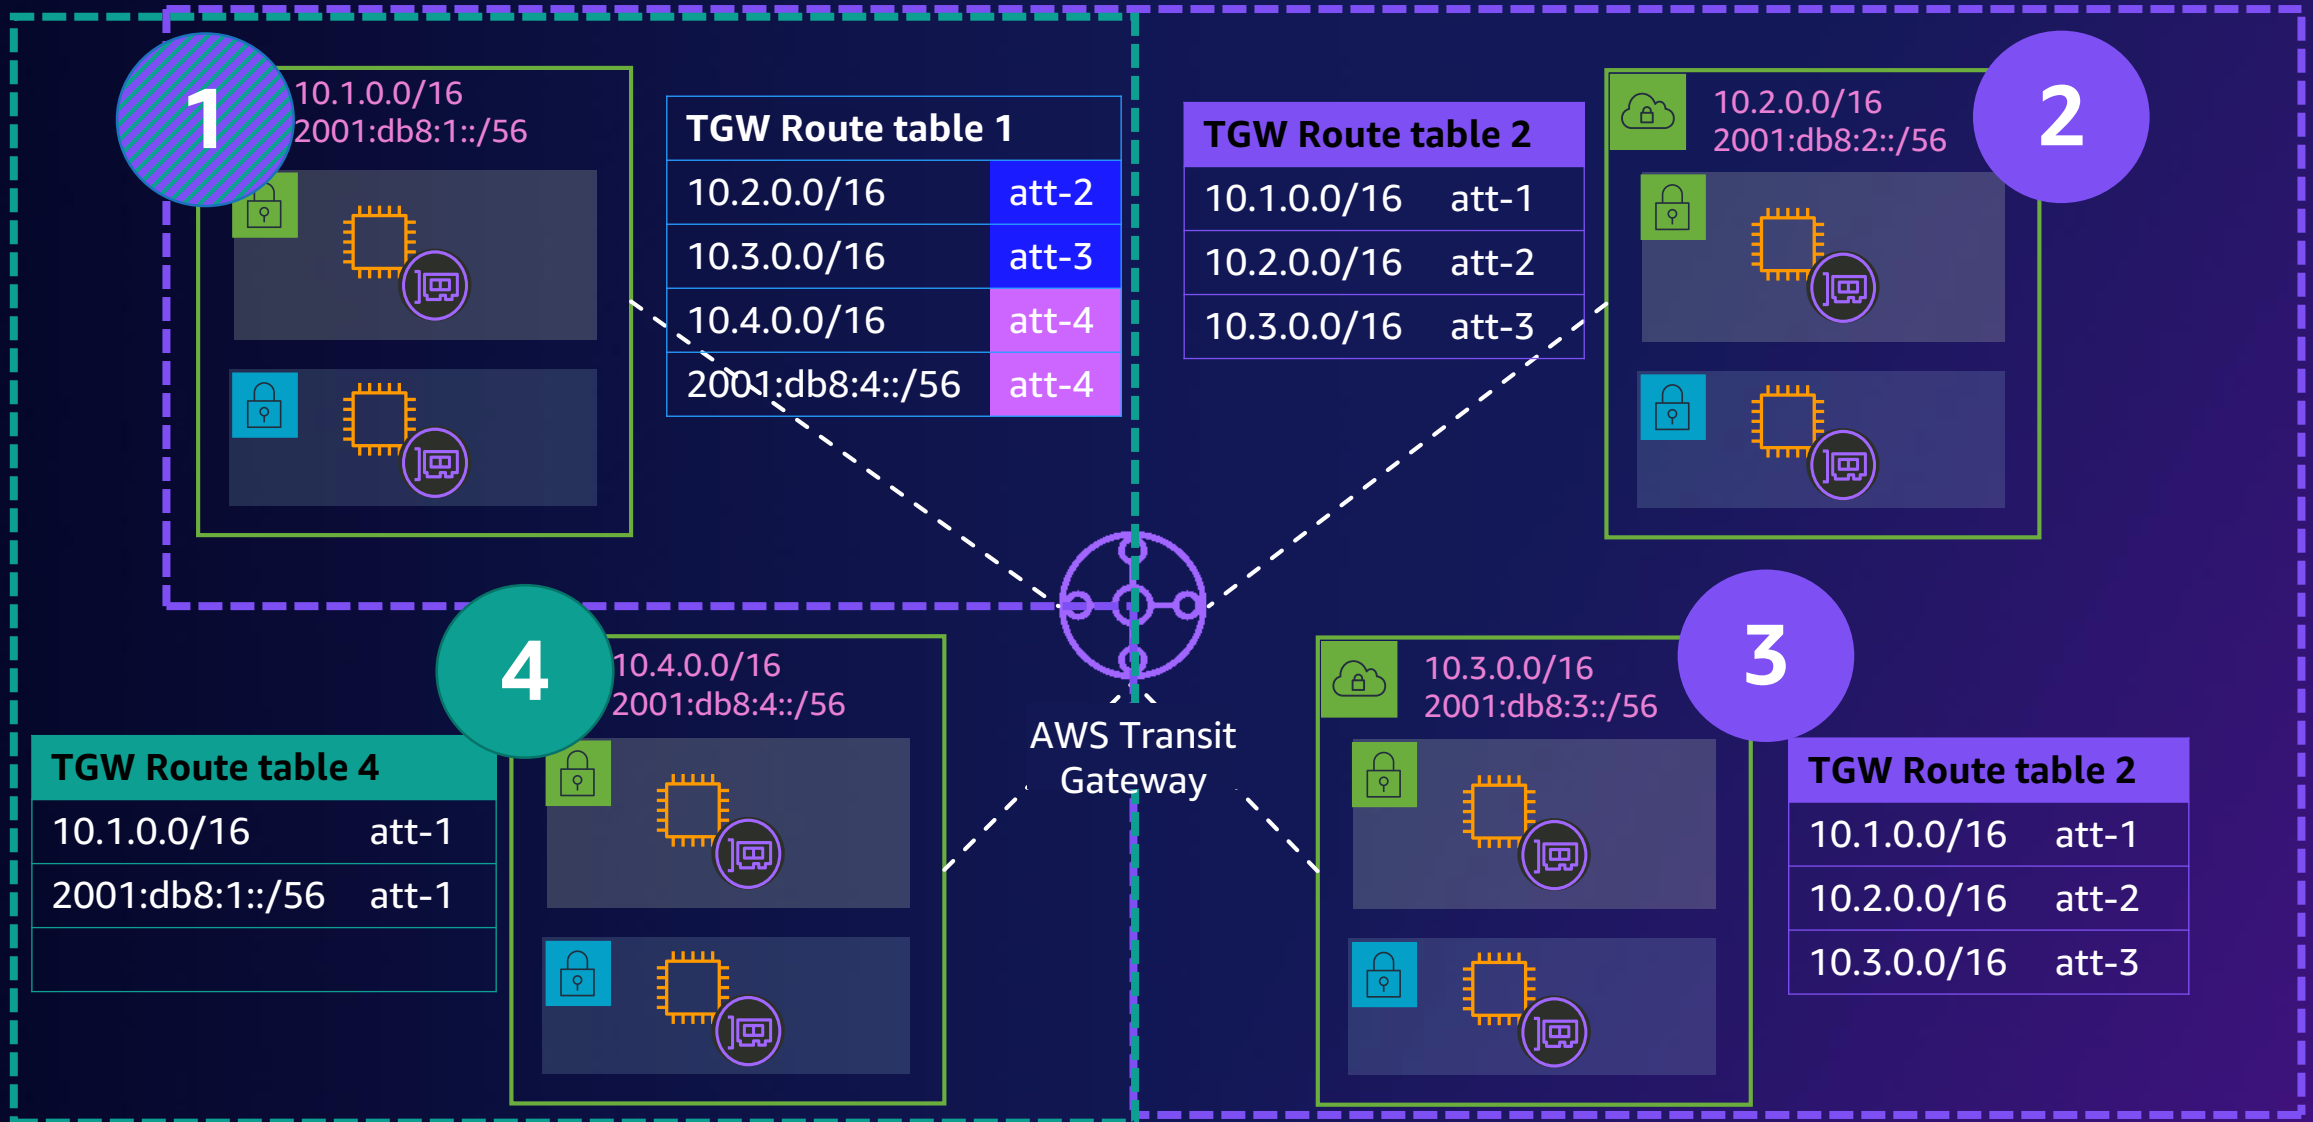 1
10.1.0.0/16
2001:db8:1::/56
TGW Route table 1
10.2.0.0/16 att-2
10.3.0.0/16 att-3
10.4.0.0/16 att-4
2001:db8:4::/56 att-4
TGW Route table 2
10.1.0.0/16 att-1
10.2.0.0/16 att-2
10.3.0.0/16 att-3
10.2.0.0/16
2001:db8:2::/56
2
4
10.4.0.0/16
2001:db8:4::/56
TGW Route table 4
10.1.0.0/16 att-1
2001:db8:1::/56 att-1
AWS Transit
Gateway
10.3.0.0/16
2001:db8:3::/56
3
TGW Route table 2
10.1.0.0/16 att-1
10.2.0.0/16 att-2
10.3.0.0/16 att-3